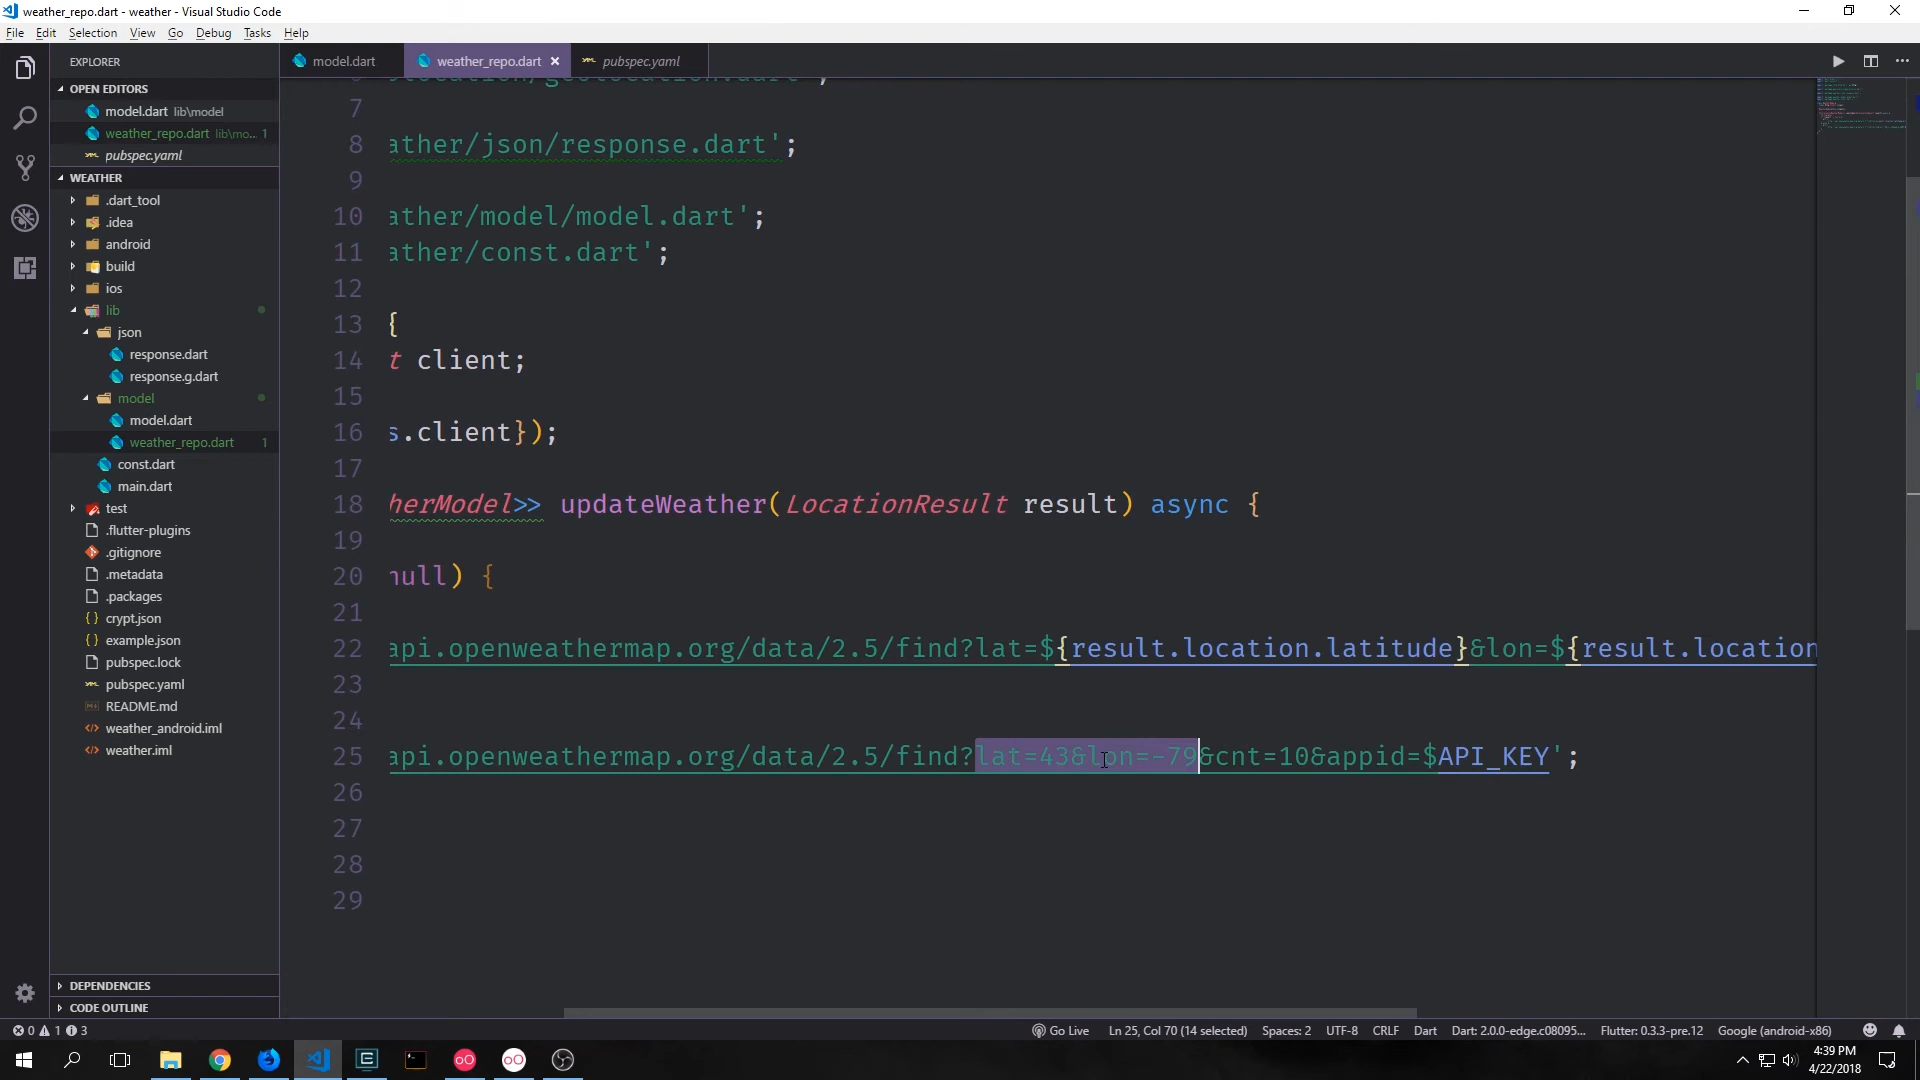 weather_repo.dart - weather - Visual Studio Code
File Edit Selection View Go Debug Tasks Help
EXPLORER
model.dart
weather_repo.dart
pubspec.yaml
OPEN EDITORS
model.dart lib\model
weather_repo.dart lib\mo... 1
pubspec.yaml
WEATHER
.dart_tool
.idea
android
build
ios
lib
json
response.dart
response.g.dart
model
model.dart
weather_repo.dart 1
const.dart
main.dart
test
.flutter-plugins
.gitignore
.metadata
.packages
crypt.json
example.json
pubspec.lock
pubspec.yaml
README.md
weather_android.iml
weather.iml
DEPENDENCIES
CODE OUTLINE
7
8 ather/json/response.dart';
9
10 ather/model/model.dart';
11 ather/const.dart';
12
13 {
14 t client;
15
16 s.client});
17
18 herModel>> updateWeather(LocationResult result) async {
19
20 null) {
21
22 api.openweathermap.org/data/2.5/find?lat=${result.location.latitude}&lon=${result.location
23
24
25 api.openweathermap.org/data/2.5/find?lat=43&lon=-79&cnt=10&appid=$API_KEY';
26
27
28
29
0 1 3
Go Live Ln 25, Col 70 (14 selected) Spaces: 2 UTF-8 CRLF Dart Dart: 2.0.0-edge.c08095... Flutter: 0.3.3-pre.12 Google (android-x86)
4:39 PM
4/22/2018